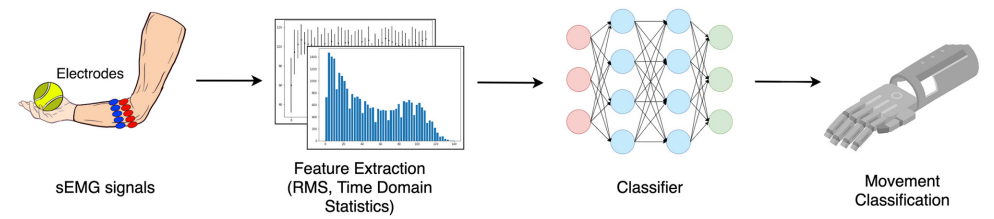 Electrodes
sEMG signals
Feature Extraction
(RMS, Time Domain
Statistics)
Classifier
Movement
Classification